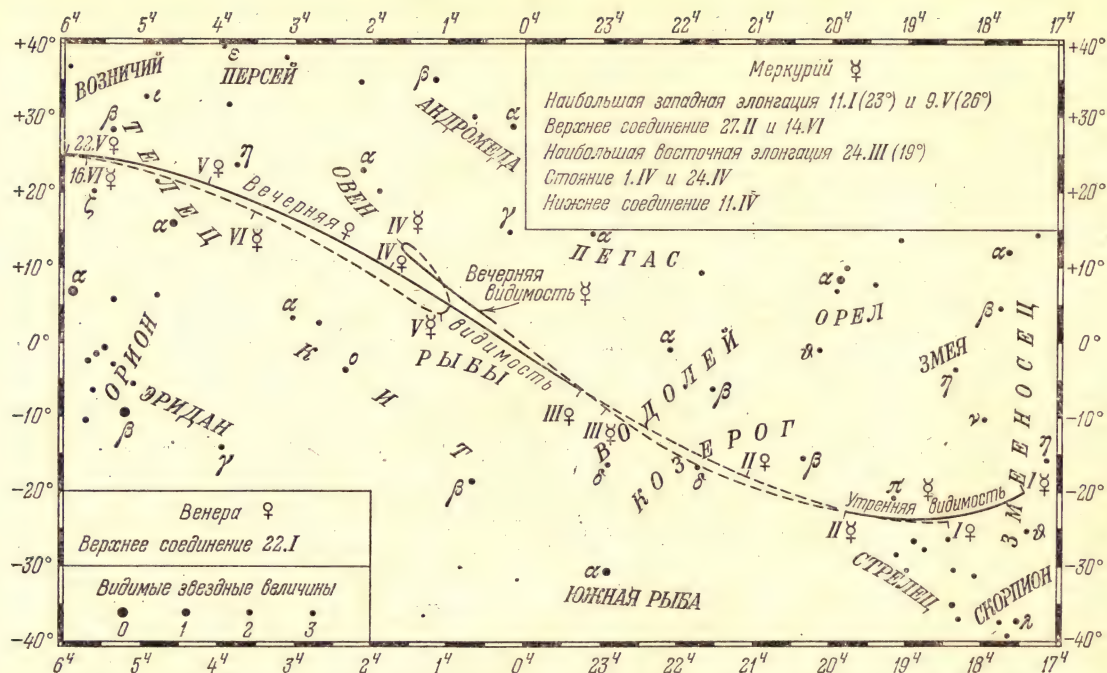 6ч 5ч 4ч 3ч 2ч 1ч 0ч 23ч 22ч 21ч 20ч 19ч 18ч 17ч
+40° +40°
+30° +30°
+20° +20°
+10° +10°
0° 0°
-10° -10°
-20° -20°
-30° -30°
-40° -40°
Меркурий ☿
Наибольшая западная элонгация 11.I (23°) и 9.V (26°)
Верхнее соединение 27.II и 14.VI
Наибольшая восточная элонгация 24.III (19°)
Стояние 1.IV и 24.IV
Нижнее соединение 11.IV
ВОЗНИЧИЙ
ι
β
ε
ПЕРСЕЙ
β
АНДРОМЕДА
α
22.V ♀
16.VI ☿
ζ
ТЕЛЕЦ
α
η
V ♀
VI ☿
Вечерняя ♀ видимость
α
ОВЕН
IV ☿
IV ♀
V ☿
γ
α
ПЕГАС
Вечерняя
видимость ☿
α
β
ОРИОН
ЭРИДАН
γ
α
ο
КИТ
β
РЫБЫ
III ♀
III ☿
α
β
δ
ВОДОЛЕЙ
δ
β
КОЗЕРОГ
II ♀
α
ϑ
ОРЕЛ
α
β
ЗМЕЯ
η
ν
η
ϑ
ЗМЕЕНОСЕЦ
I ☿
π
☿
Утренняя видимость
II ☿
I ♀
СТРЕЛЕЦ
СКОРПИОН
λ
α
ЮЖНАЯ РЫБА
Венера ♀
Верхнее соединение 22.I
Видимые звездные величины
0 1 2 3
6ч 5ч 4ч 3ч 2ч 1ч 0ч 23ч 22ч 21ч 20ч 19ч 18ч 17ч